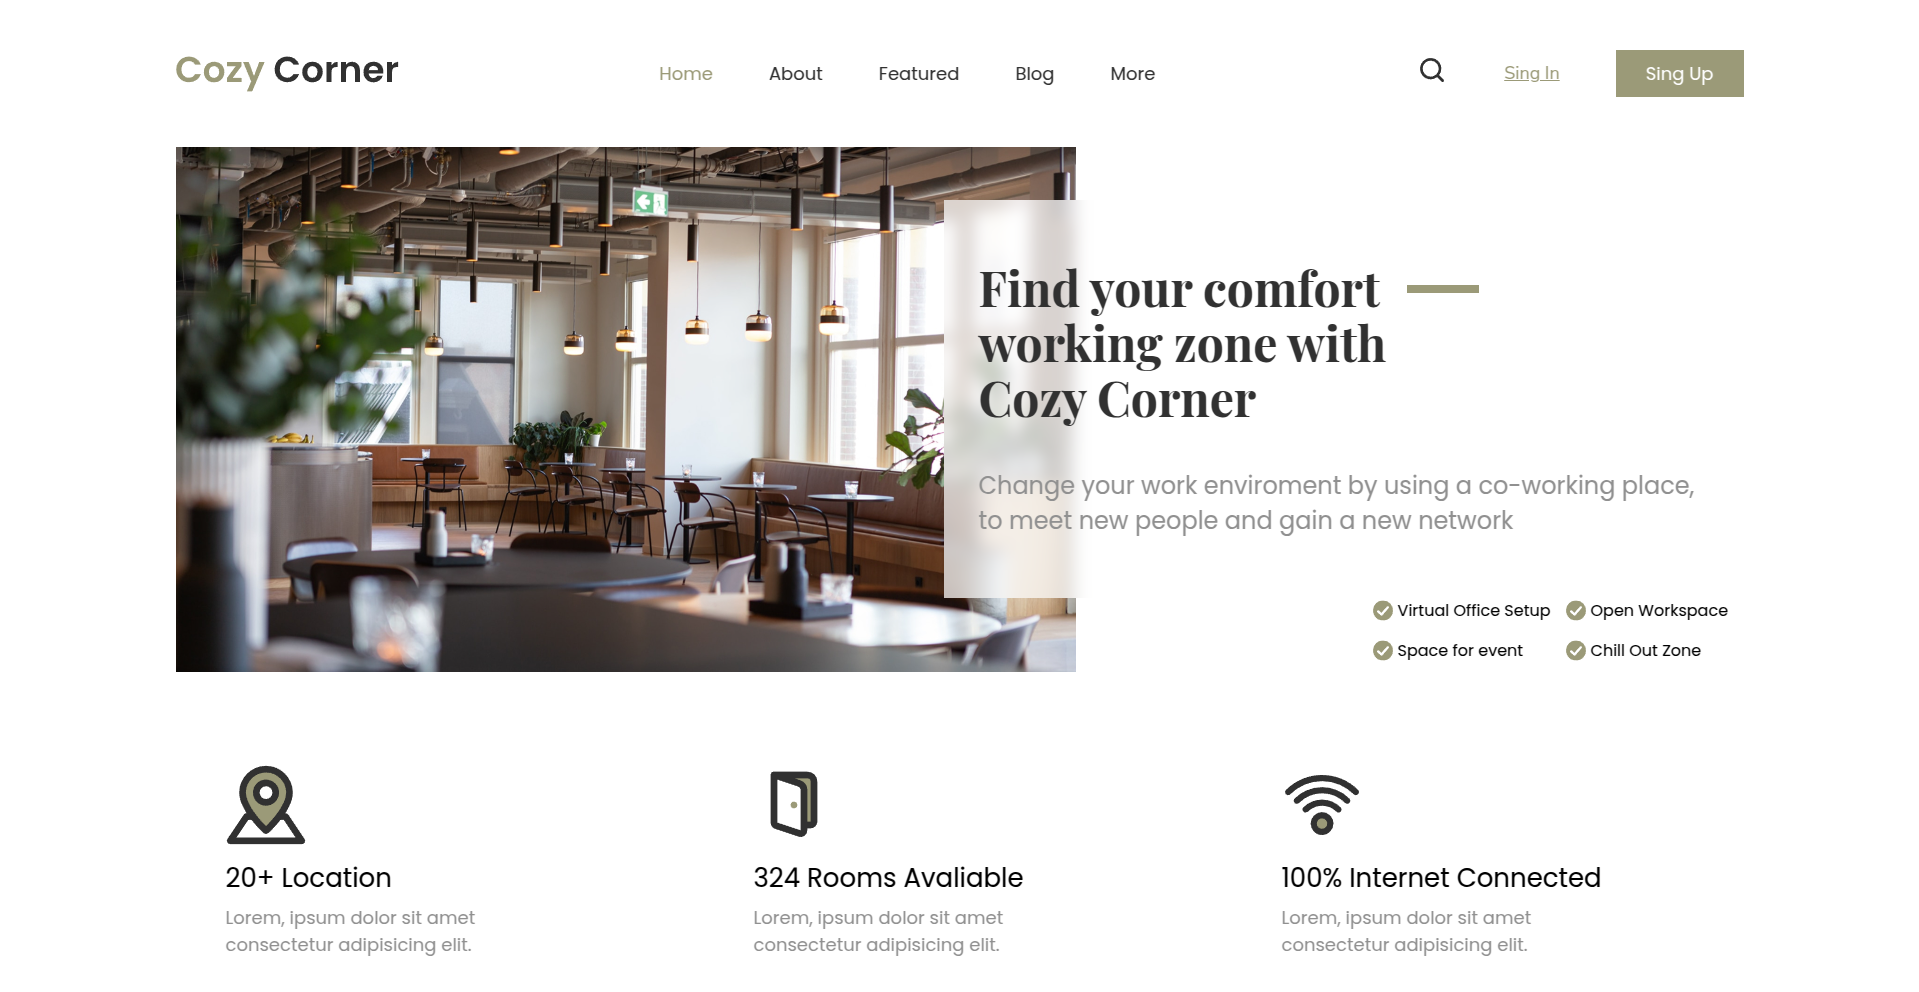 Cozy Corner
Home About Featured Blog More
Sing In
Sing Up
Find your comfort
working zone with
Cozy Corner
Change your work enviroment by using a co-working place,
to meet new people and gain a new network
Virtual Office Setup Open Workspace
Space for event Chill Out Zone
20+ Location
Lorem, ipsum dolor sit amet
consectetur adipisicing elit.
324 Rooms Avaliable
Lorem, ipsum dolor sit amet
consectetur adipisicing elit.
100% Internet Connected
Lorem, ipsum dolor sit amet
consectetur adipisicing elit.